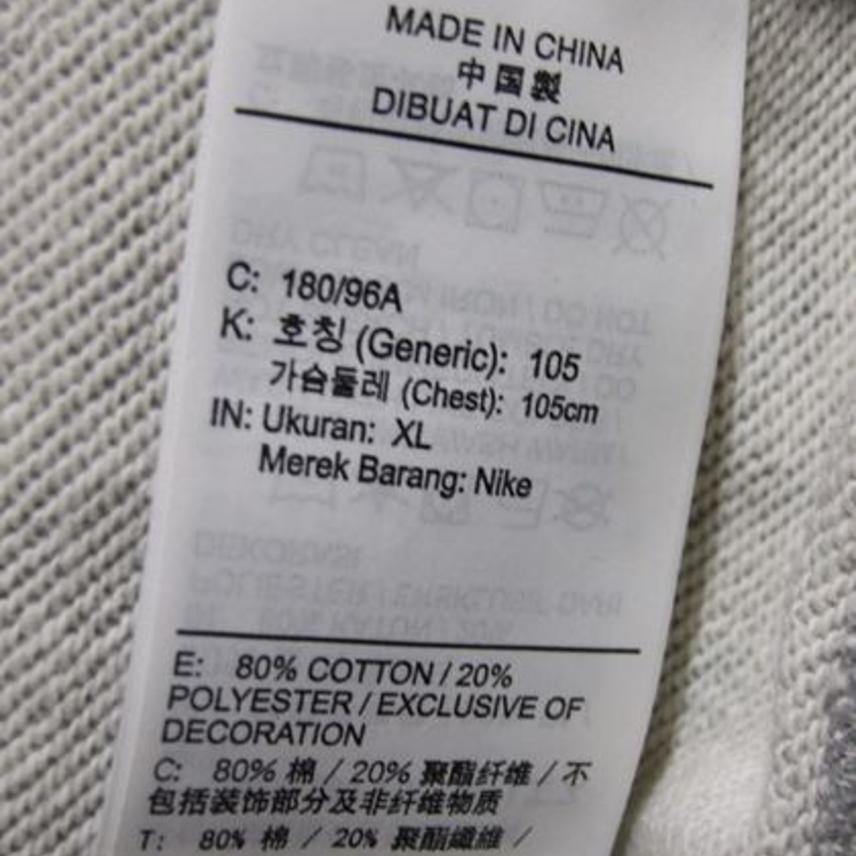 MADE IN CHINA
中国製
DIBUAT DI CINA
C: 180/96A
K: 호칭 (Generic): 105
가슴둘레 (Chest): 105cm
IN: Ukuran: XL
Merek Barang: Nike
E: 80% COTTON / 20%
POLYESTER / EXCLUSIVE OF
DECORATION
C: 80% 棉 / 20% 聚酯纤维 / 不
包括装饰部分及非纤维物质
T: 80% 棉 / 20% 聚酯纖維 /